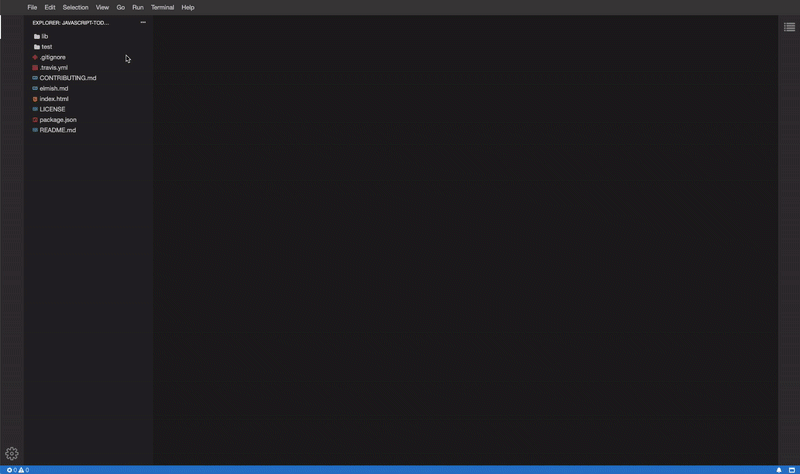 File Edit Selection View Go Run Terminal Help
EXPLORER: JAVASCRIPT-TOD...
lib
test
.gitignore
.travis.yml
CONTRIBUTING.md
elmish.md
index.html
LICENSE
package.json
README.md
0 0